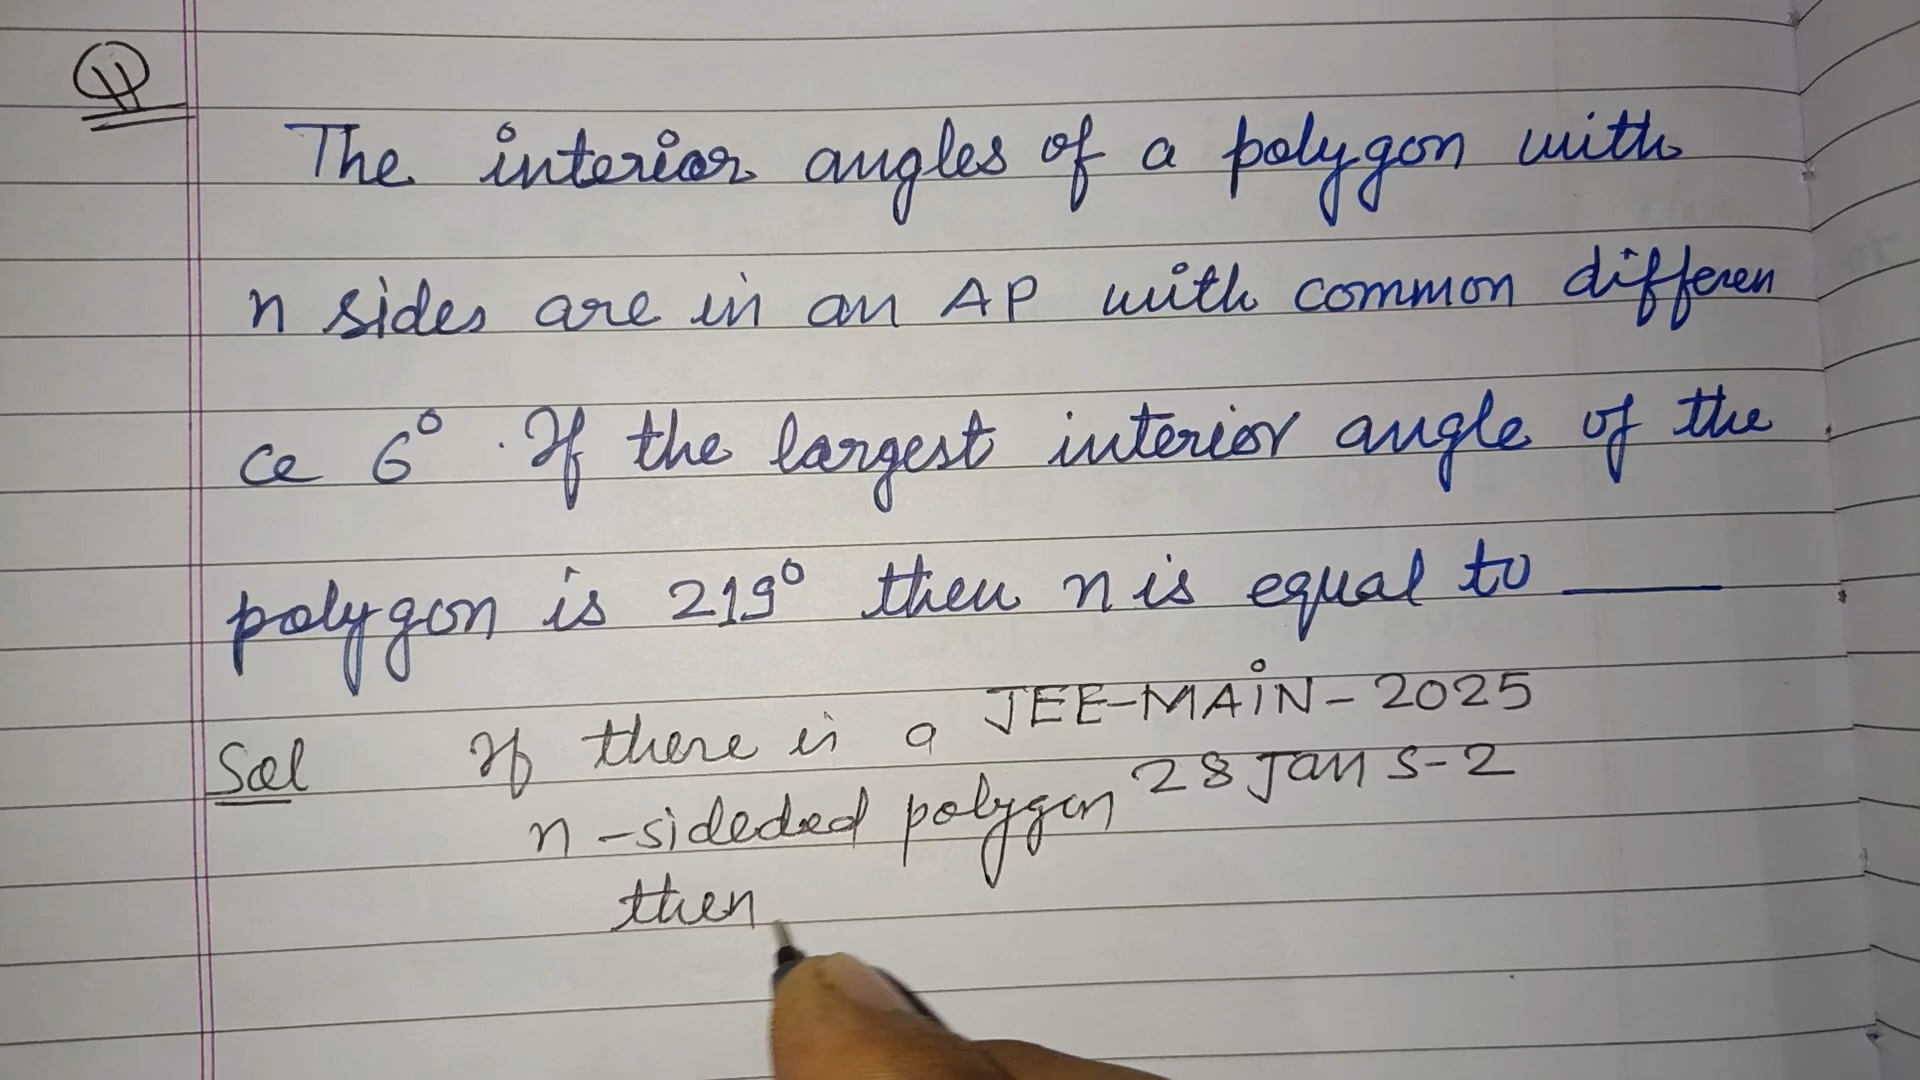 Q
The interior angles of a polygon with
n sides are in an AP with common differen
ce 6°. If the largest interior angle of the
polygon is 219° then n is equal to ____
JEE-MAIN-2025
28 Jan S-2
Sol If there is a
n-sideded polygon
then